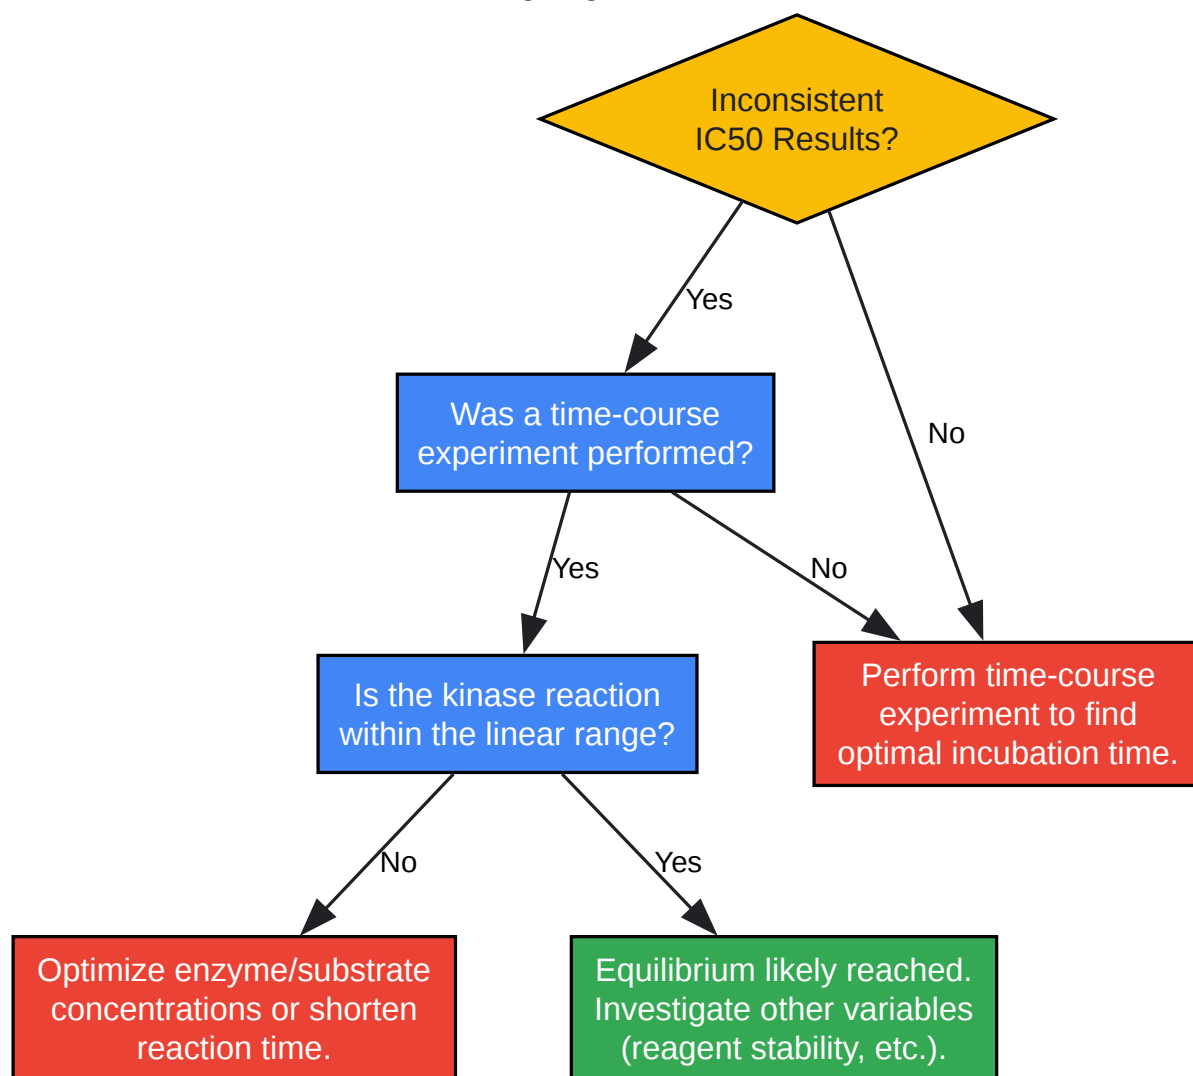 Inconsistent
IC50 Results?
Yes
No
Was a time-course
experiment performed?
Yes
No
Is the kinase reaction
within the linear range?
Perform time-course
experiment to find
optimal incubation time.
No
Yes
Optimize enzyme/substrate
concentrations or shorten
reaction time.
Equilibrium likely reached.
Investigate other variables
(reagent stability, etc.).